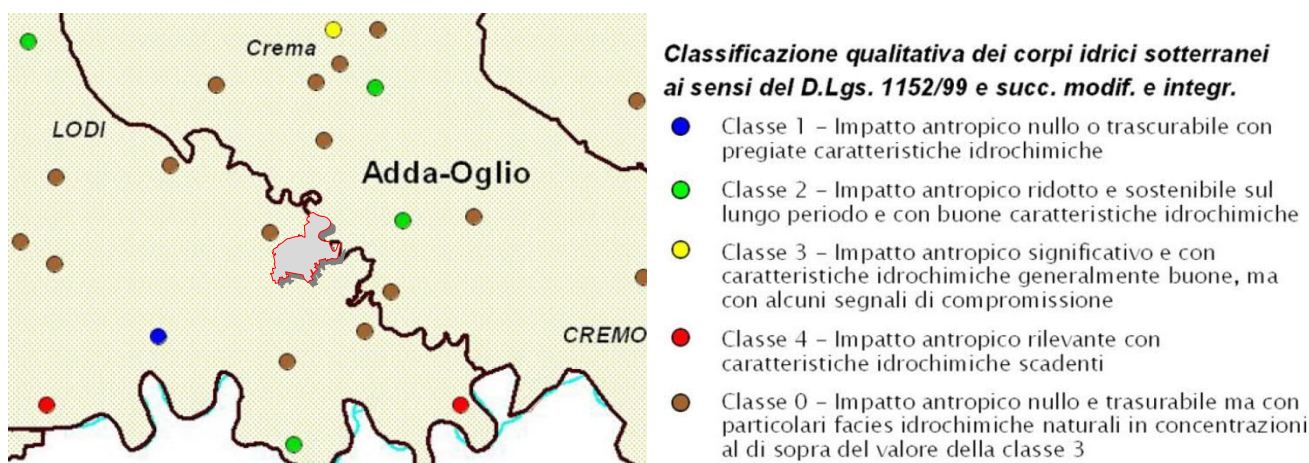 Crema
LODI
Adda-Oglio
CREMO
Classificazione qualitativa dei corpi idrici sotterranei
ai sensi del D.Lgs. 1152/99 e succ. modif. e integr.
Classe 1 – Impatto antropico nullo o trascurabile con
pregiate caratteristiche idrochimiche
Classe 2 – Impatto antropico ridotto e sostenibile sul
lungo periodo e con buone caratteristiche idrochimiche
Classe 3 – Impatto antropico significativo e con
caratteristiche idrochimiche generalmente buone, ma
con alcuni segnali di compromissione
Classe 4 – Impatto antropico rilevante con
caratteristiche idrochimiche scadenti
Classe 0 – Impatto antropico nullo e trasurabile ma con
particolari facies idrochimiche naturali in concentrazioni
al di sopra del valore della classe 3